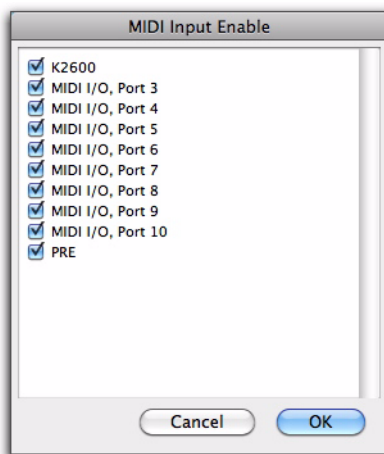 MIDI Input Enable
K2600
MIDI I/O, Port 3
MIDI I/O, Port 4
MIDI I/O, Port 5
MIDI I/O, Port 6
MIDI I/O, Port 7
MIDI I/O, Port 8
MIDI I/O, Port 9
MIDI I/O, Port 10
PRE
Cancel OK